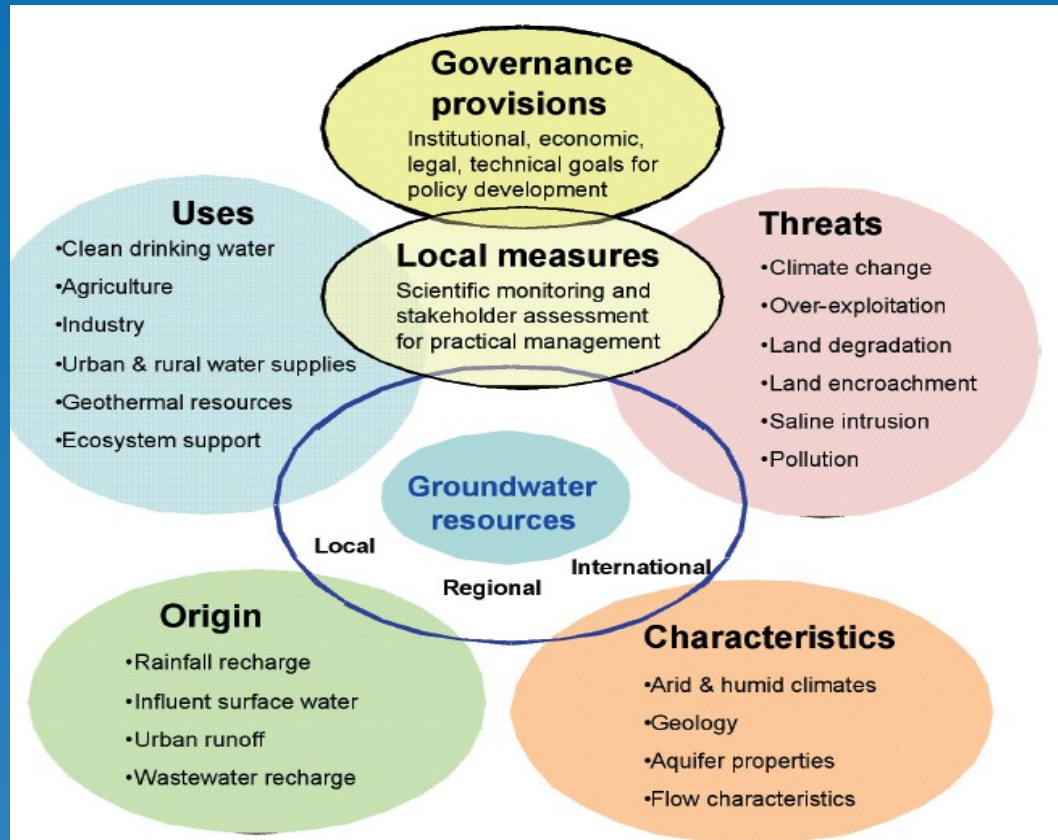 Governance
provisions
Institutional, economic,
legal, technical goals for
policy development
Uses
•Clean drinking water
•Agriculture
•Industry
•Urban & rural water supplies
•Geothermal resources
•Ecosystem support
Local measures
Scientific monitoring and
stakeholder assessment
for practical management
Threats
•Climate change
•Over-exploitation
•Land degradation
•Land encroachment
•Saline intrusion
•Pollution
Groundwater
resources
Local
Regional
International
Origin
•Rainfall recharge
•Influent surface water
•Urban runoff
•Wastewater recharge
Characteristics
•Arid & humid climates
•Geology
•Aquifer properties
•Flow characteristics